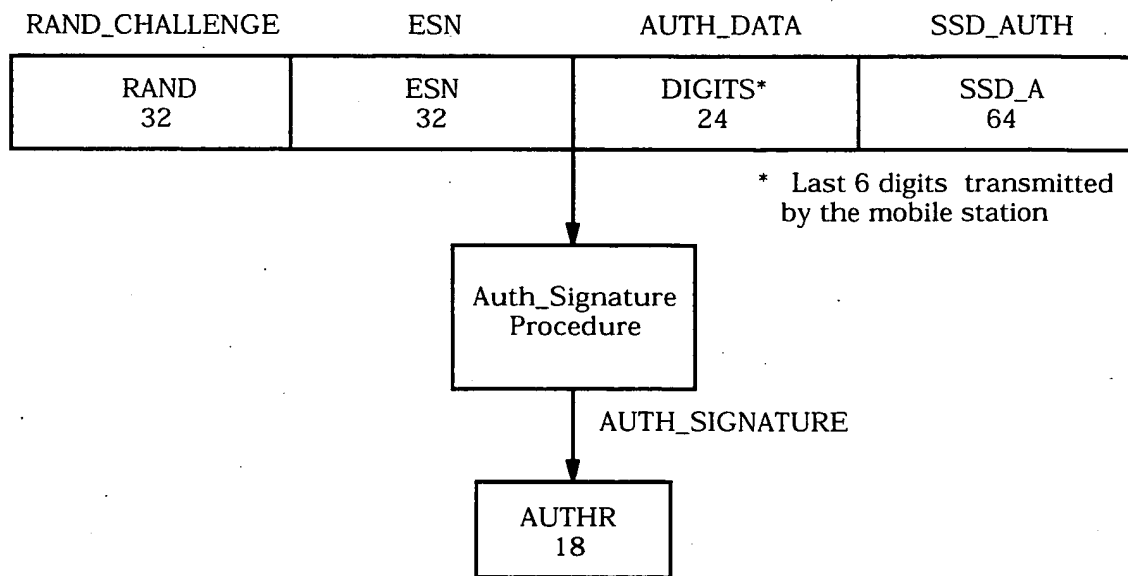 RAND_CHALLENGE ESN AUTH_DATA SSD_AUTH
RAND ESN DIGITS* SSD_A
32 32 24 64
* Last 6 digits transmitted
by the mobile station
Auth_Signature
Procedure
AUTH_SIGNATURE
AUTHR
18